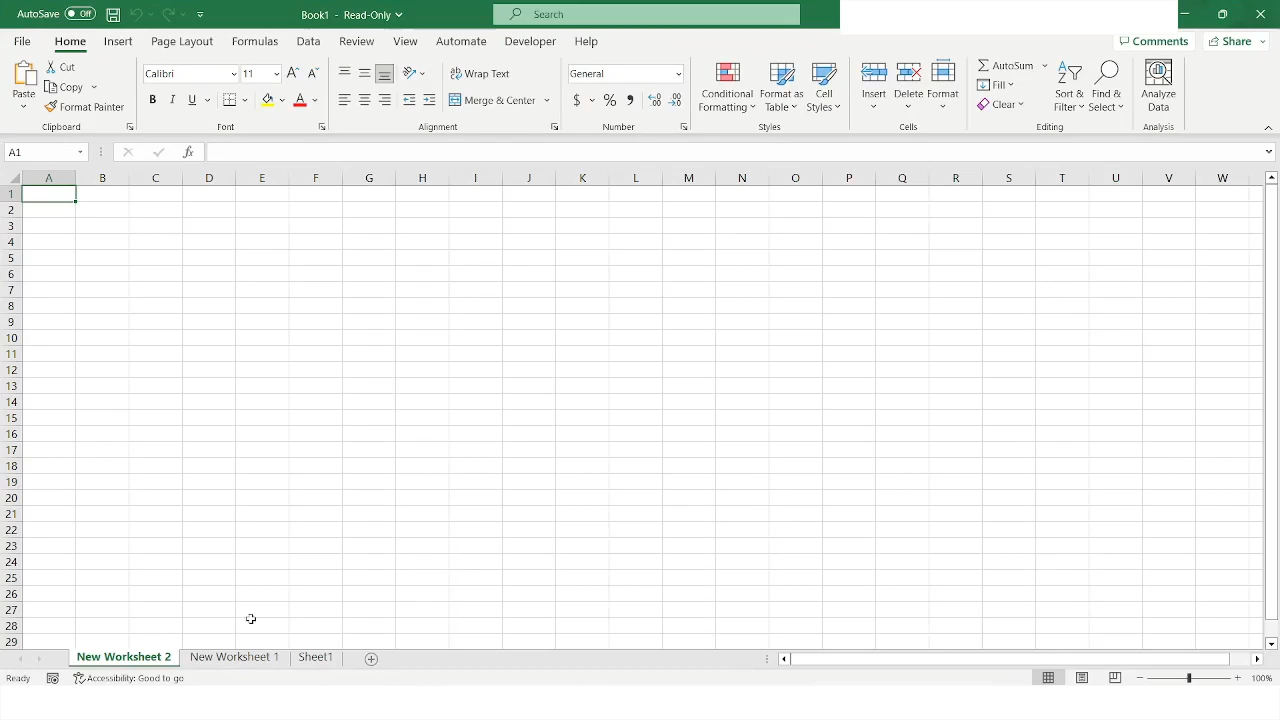 AutoSave Off Book1 - Read-Only Search
File Home Insert Page Layout Formulas Data Review View Automate Developer Help Comments Share
Paste Cut Copy Format Painter Clipboard
Calibri 11 B I U A Font
Wrap Text Merge & Center Alignment
General $ % , Number
Conditional Formatting Format as Table Cell Styles Styles
Insert Delete Format Cells
AutoSum Fill Clear Sort & Filter Find & Select Editing
Analyze Data Analysis
A1 fx
A B C D E F G H I J K L M N O P Q R S T U V W
1
2
3
4
5
6
7
8
9
10
11
12
13
14
15
16
17
18
19
20
21
22
23
24
25
26
27
28
29
New Worksheet 2 New Worksheet 1 Sheet1
Ready Accessibility: Good to go 100%